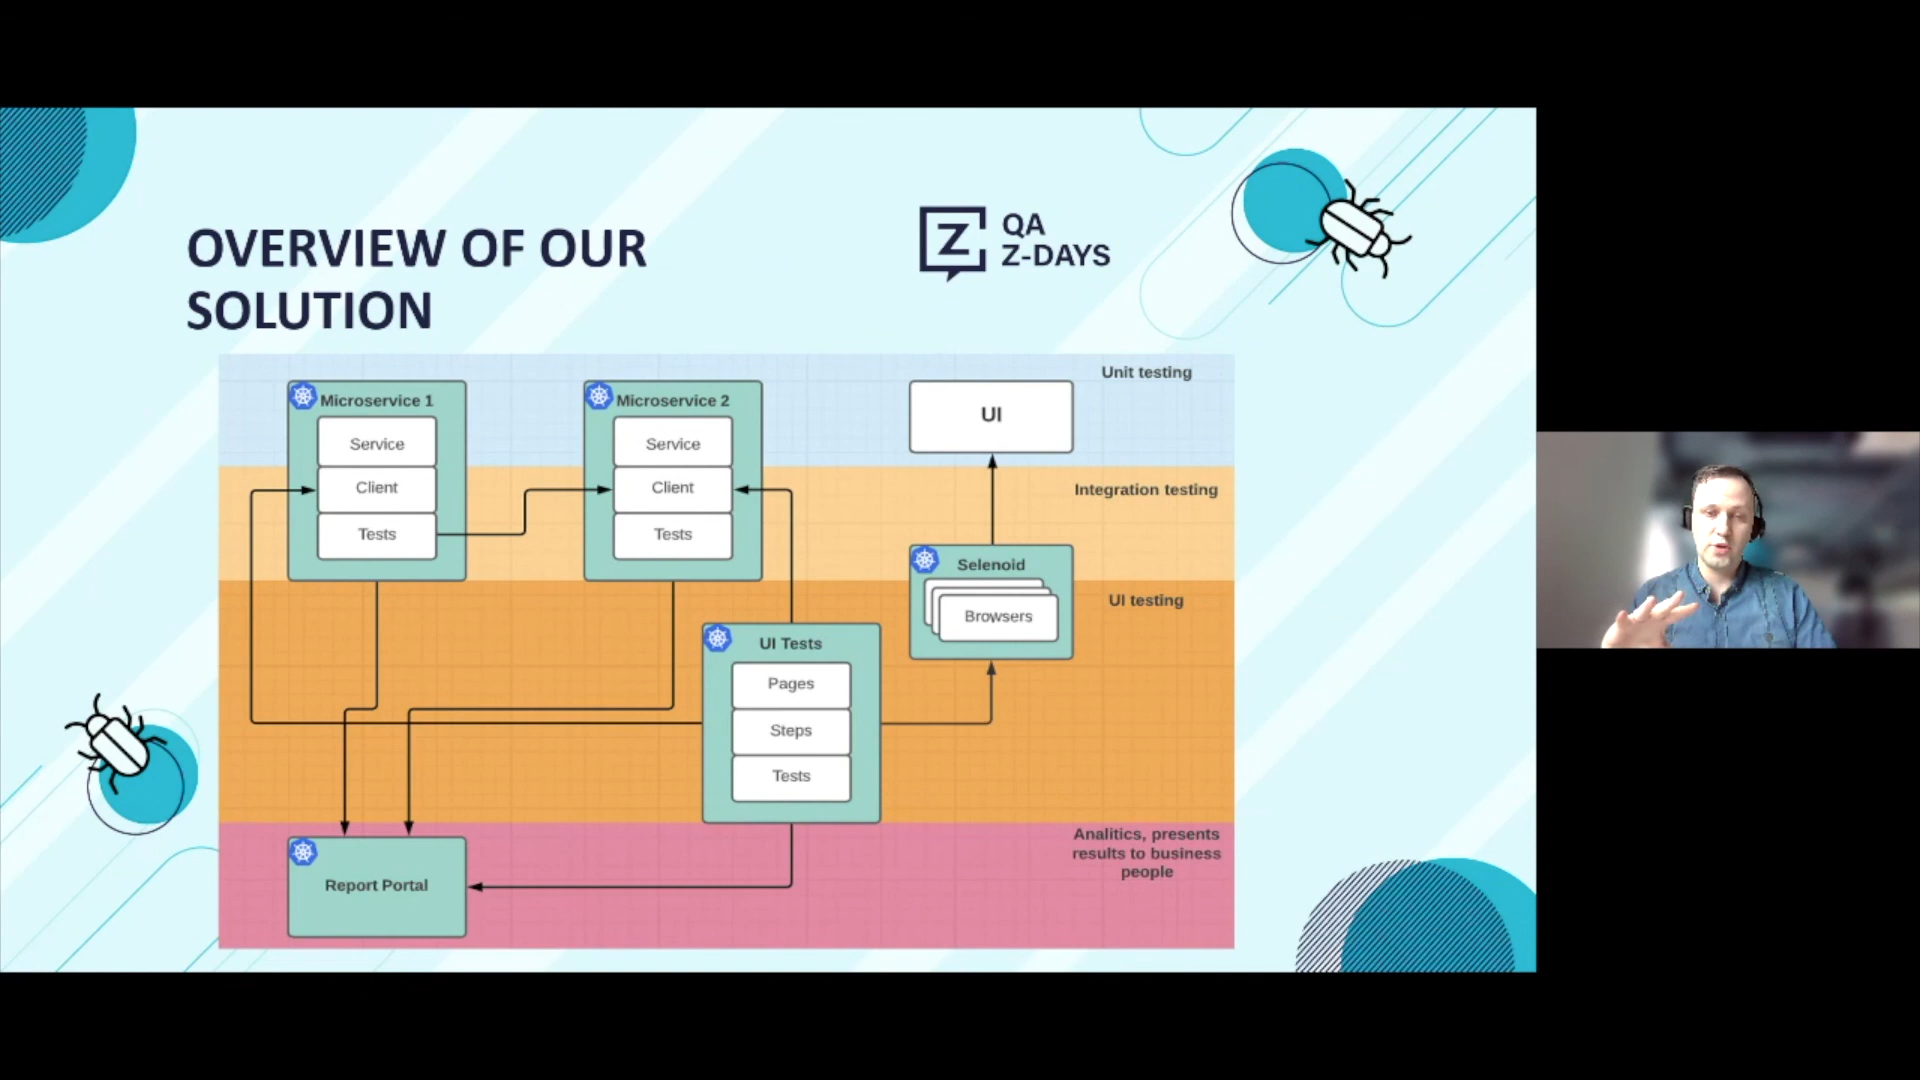 OVERVIEW OF OUR
SOLUTION
QA
Z-DAYS
Unit testing
Microservice 1
Service
Client
Tests
Microservice 2
Service
Client
Tests
UI
Integration testing
Selenoid
Browsers
UI testing
UI Tests
Pages
Steps
Tests
Analitics, presents
results to business
people
Report Portal